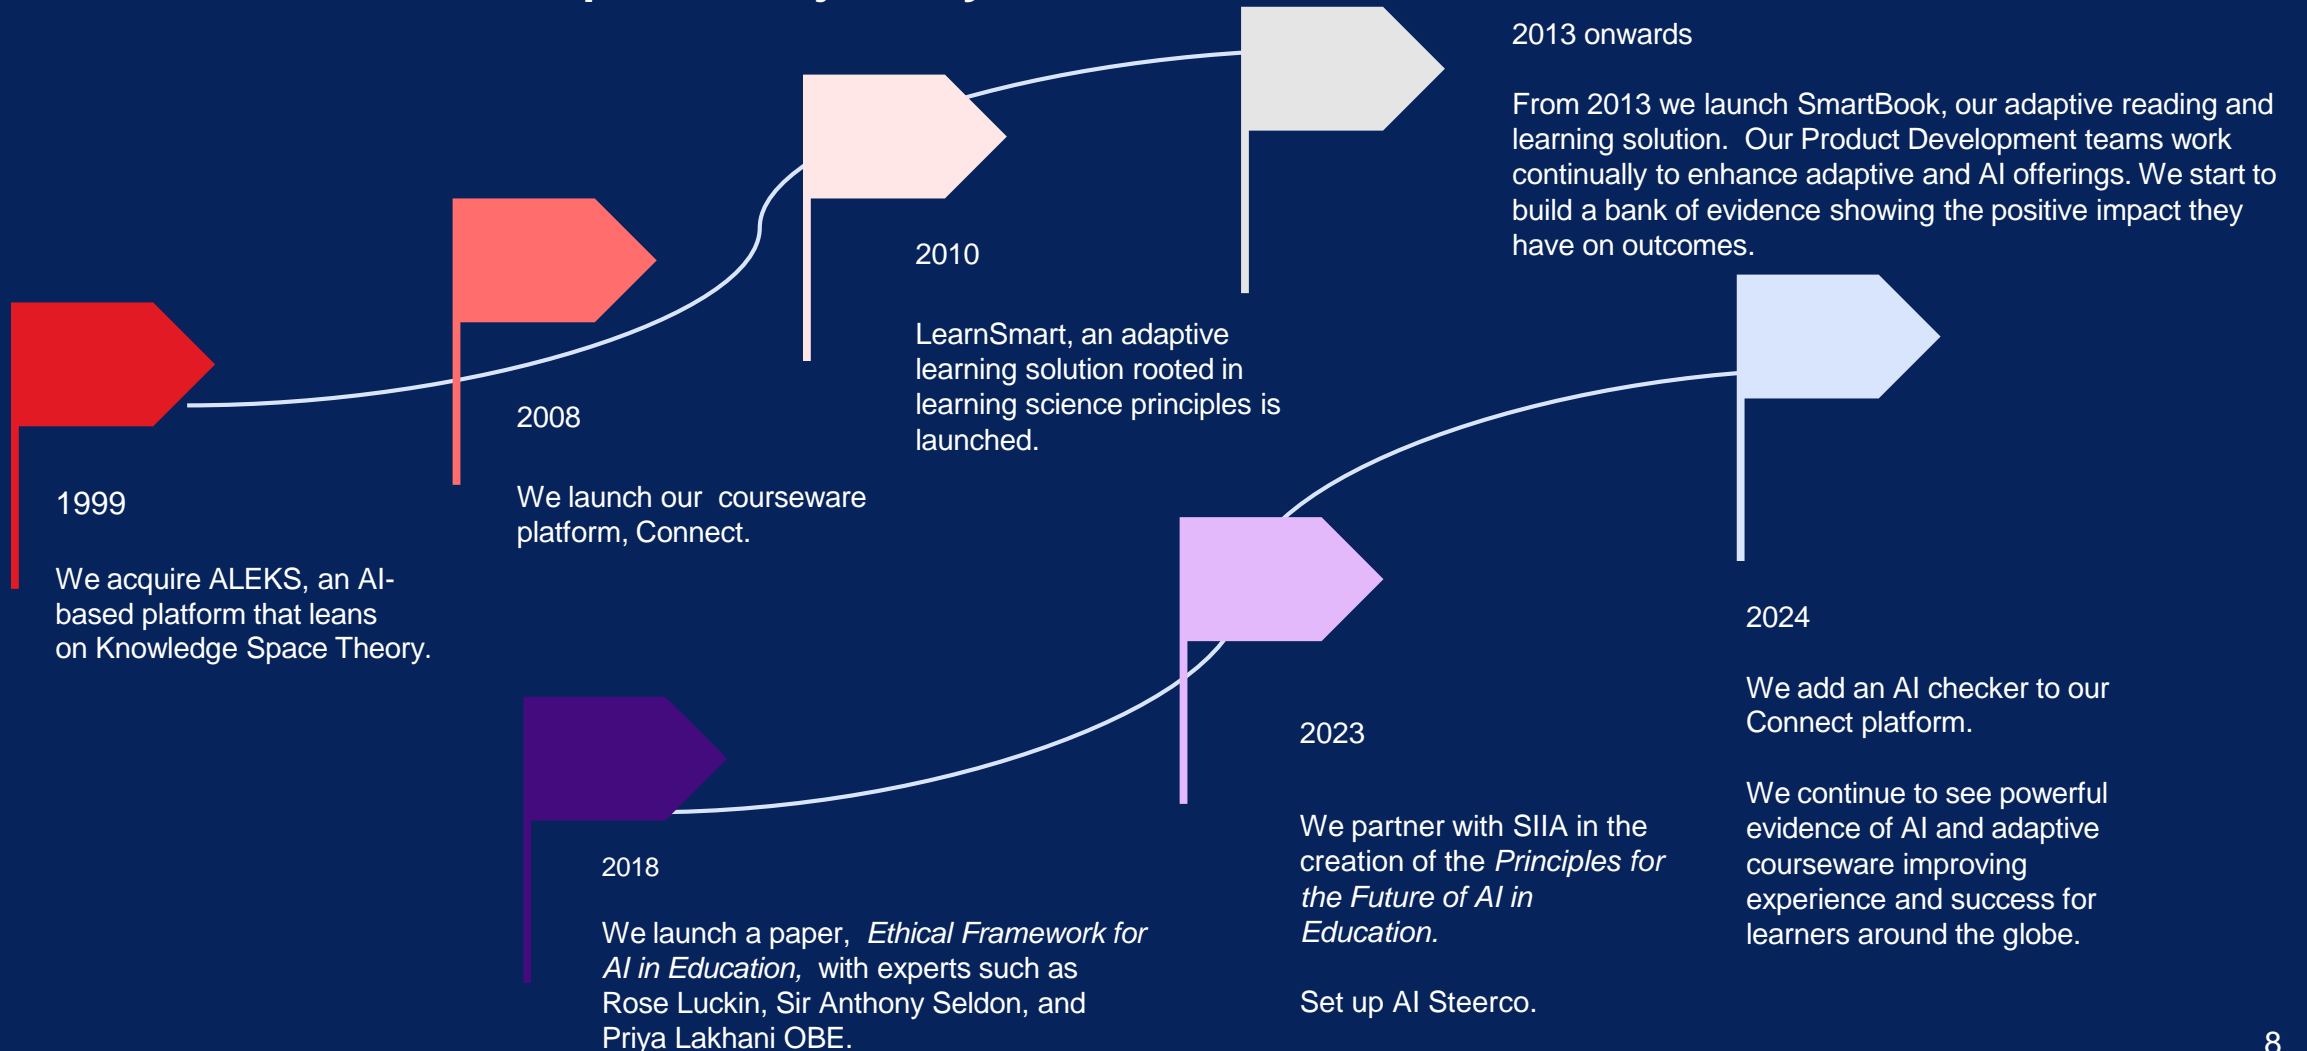 1999
We acquire ALEKS, an AI-
based platform that leans
on Knowledge Space Theory.
2008
We launch our  courseware
platform, Connect.
2010
LearnSmart, an adaptive
learning solution rooted in
learning science principles is
launched.
2013 onwards
From 2013 we launch SmartBook, our adaptive reading and
learning solution.  Our Product Development teams work
continually to enhance adaptive and AI offerings. We start to
build a bank of evidence showing the positive impact they
have on outcomes.
2018
We launch a paper,  Ethical Framework for
AI in Education,  with experts such as
Rose Luckin, Sir Anthony Seldon, and
Priya Lakhani OBE.
2023
We partner with SIIA in the
creation of the Principles for
the Future of AI in
Education.
Set up AI Steerco.
2024
We add an AI checker to our
Connect platform.
We continue to see powerful
evidence of AI and adaptive
courseware improving
experience and success for
learners around the globe.
8